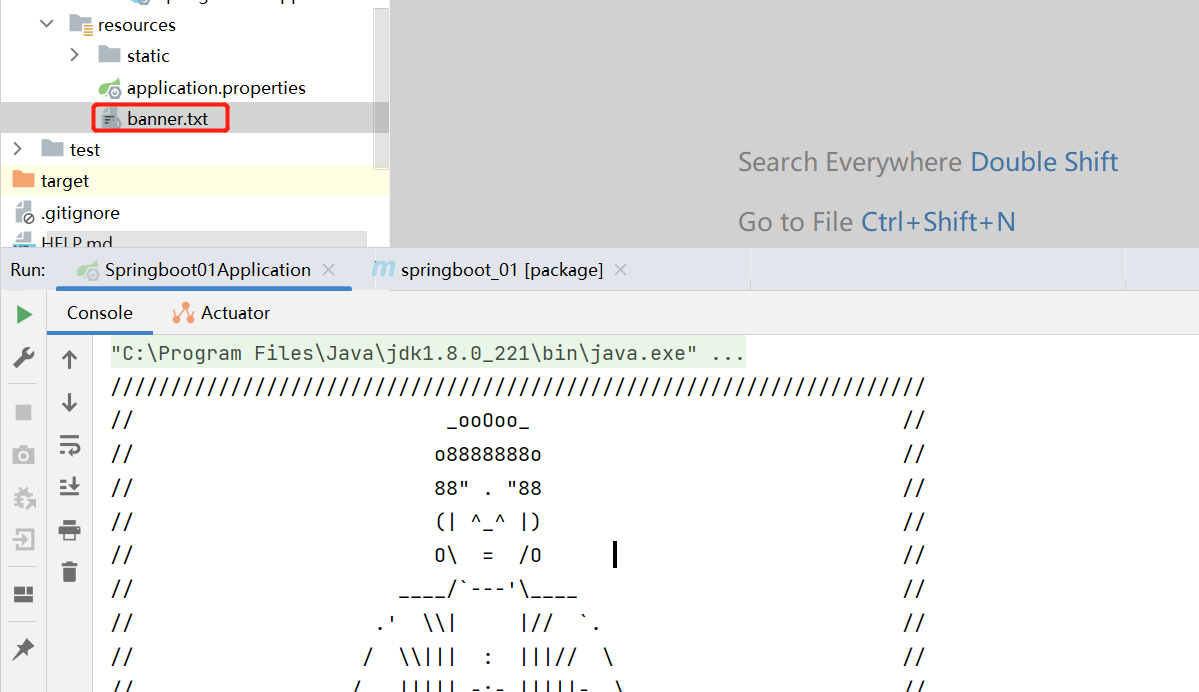 resources
static
application.properties
banner.txt
test
target
.gitignore
HELP.md
Search Everywhere Double Shift
Go to File Ctrl+Shift+N
Run: Springboot01Application springboot_01 [package]
Console Actuator
"C:\Program Files\Java\jdk1.8.0_221\bin\java.exe" ...
////////////////////////////////////////////////////////////////////
//                          _ooOoo_                               //
//                         o8888888o                              //
//                         88" . "88                              //
//                         (| ^_^ |)                              //
//                         O\  =  /O                              //
//                      ____/`---'\____                           //
//                    .'  \\|     |//  `.                         //
//                   /  \\|||  :  |||//  \                        //
//                  /  _||||| -:- |||||-  \                       //